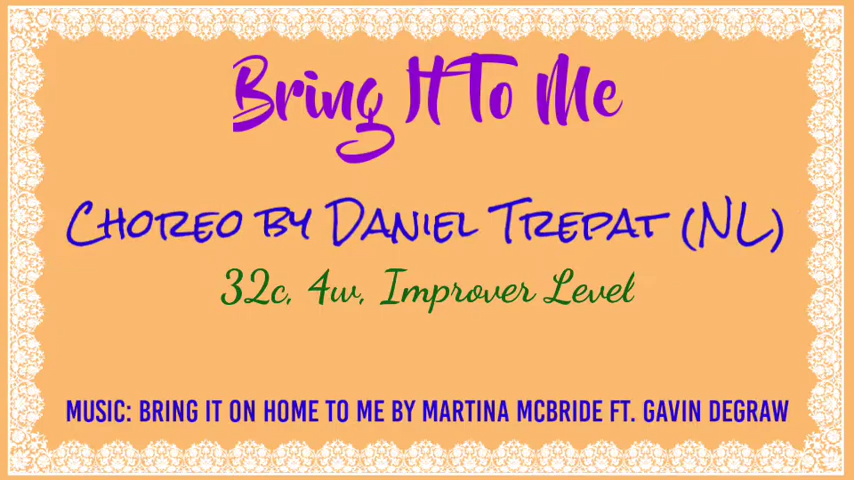 Bring It To Me
Choreo by Daniel Trepat (NL)
32c, 4w, Improver Level
MUSIC: BRING IT ON HOME TO ME BY MARTINA MCBRIDE FT. GAVIN DEGRAW